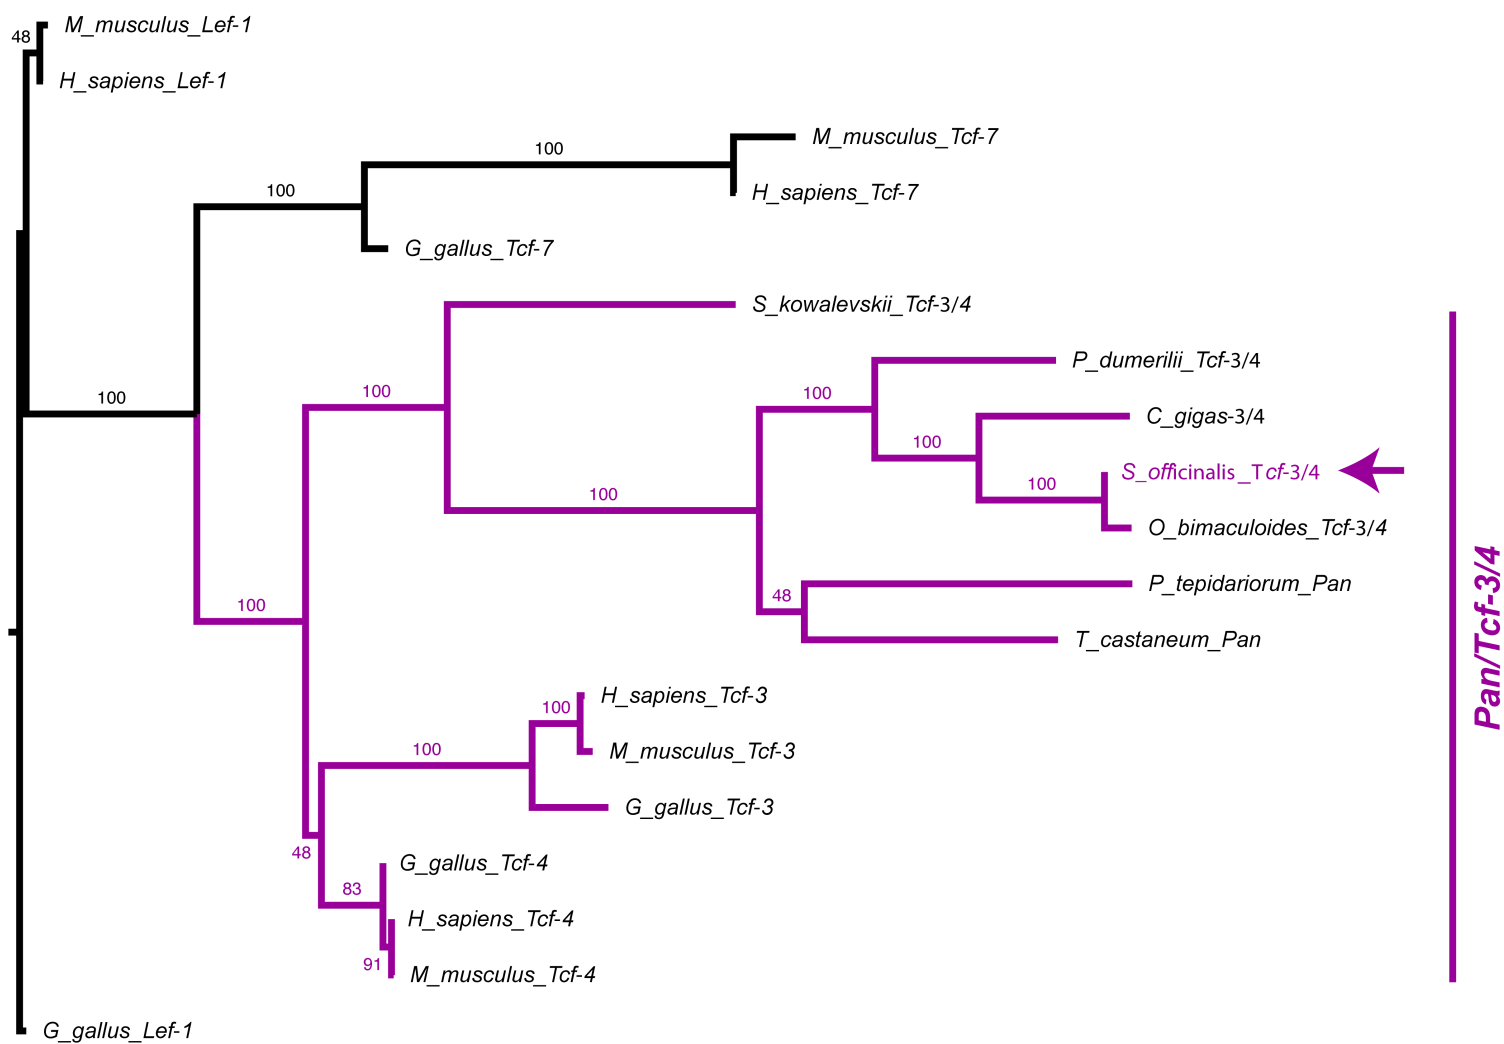 M_musculus_Lef-1
48
H_sapiens_Lef-1
M_musculus_Tcf-7
100
H_sapiens_Tcf-7
100
G_gallus_Tcf-7
S_kowalevskii_Tcf-3/4
P_dumerilii_Tcf-3/4
100
100
100
C_gigas-3/4
100
S_officinalis_Tcf-3/4
100
100
O_bimaculoides_Tcf-3/4
P_tepidariorum_Pan
48
100
T_castaneum_Pan
Pan/Tcf-3/4
H_sapiens_Tcf-3
100
M_musculus_Tcf-3
100
G_gallus_Tcf-3
48
G_gallus_Tcf-4
83
H_sapiens_Tcf-4
91
M_musculus_Tcf-4
G_gallus_Lef-1